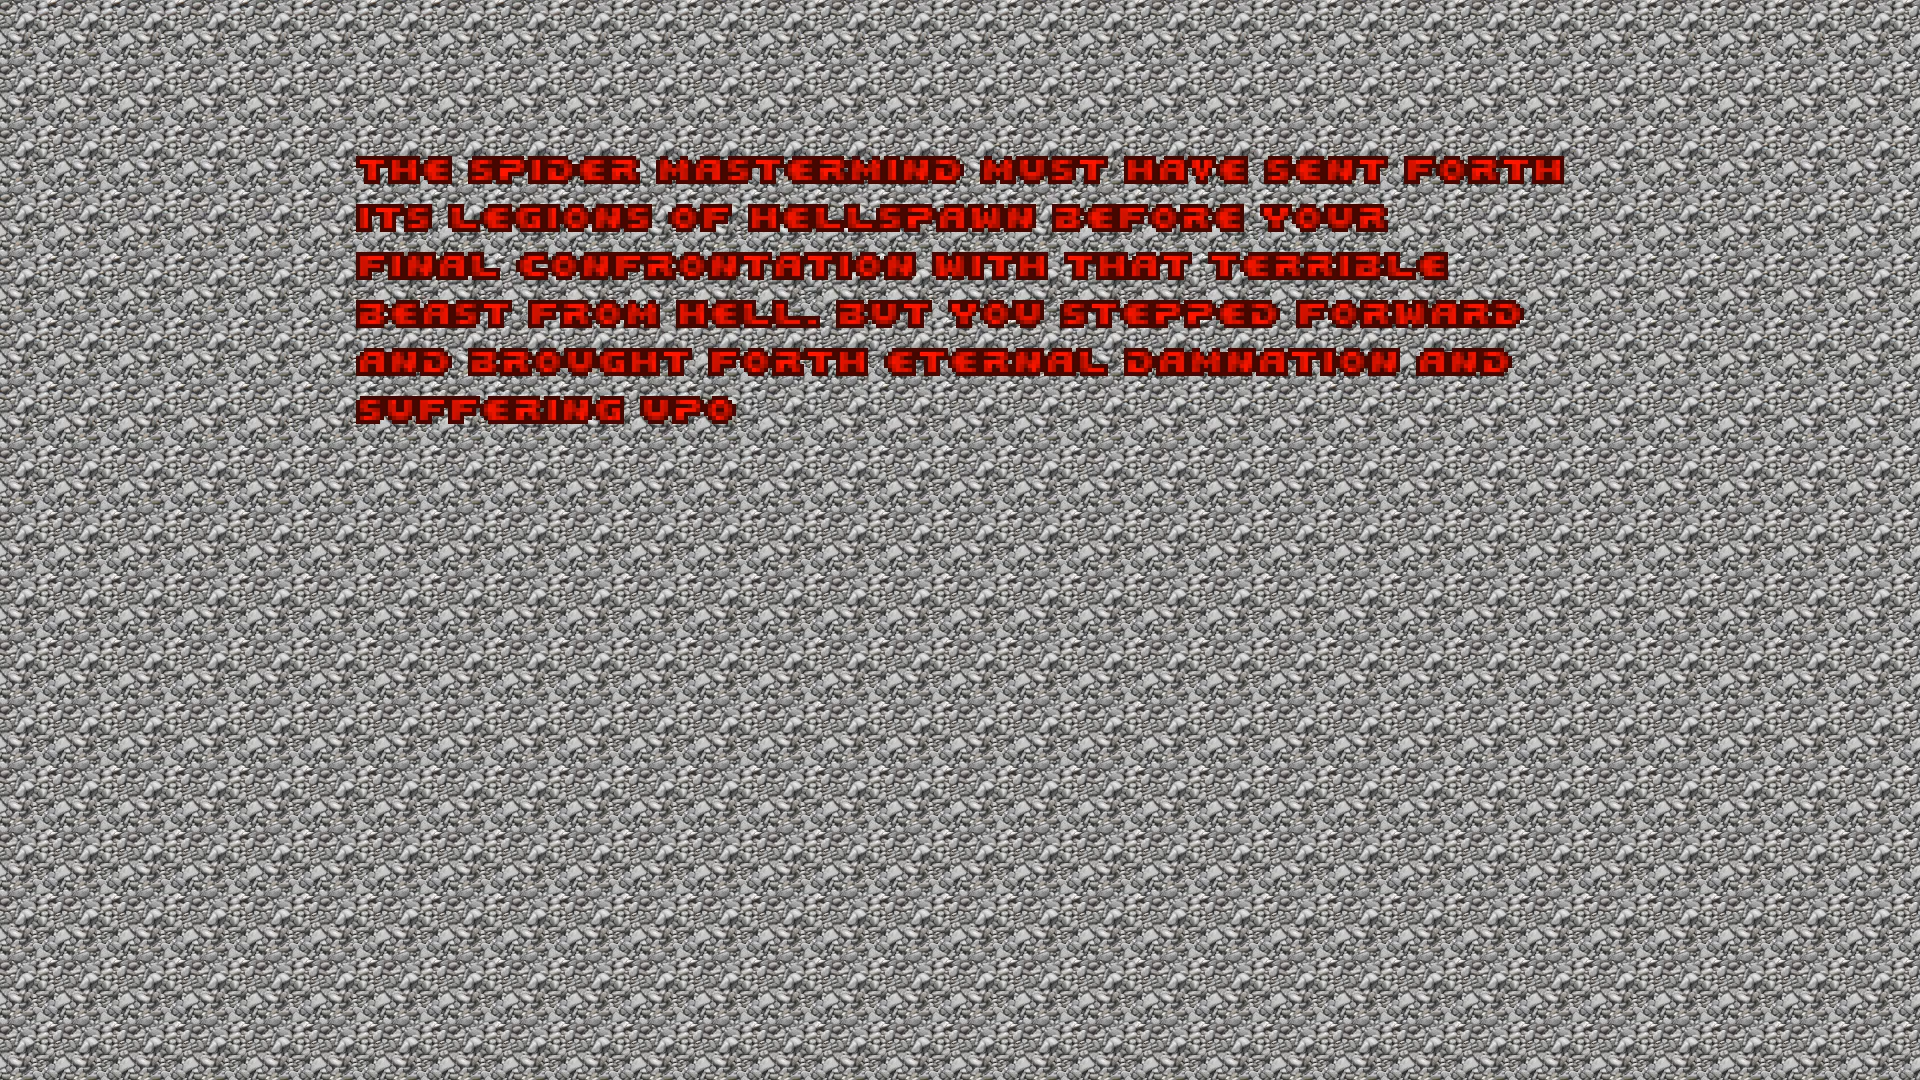 THE SPIDER MASTERMIND MUST HAVE SENT FORTH
ITS LEGIONS OF HELLSPAWN BEFORE YOUR
FINAL CONFRONTATION WITH THAT TERRIBLE
BEAST FROM HELL. BUT YOU STEPPED FORWARD
AND BROUGHT FORTH ETERNAL DAMNATION AND
SUFFERING UPO